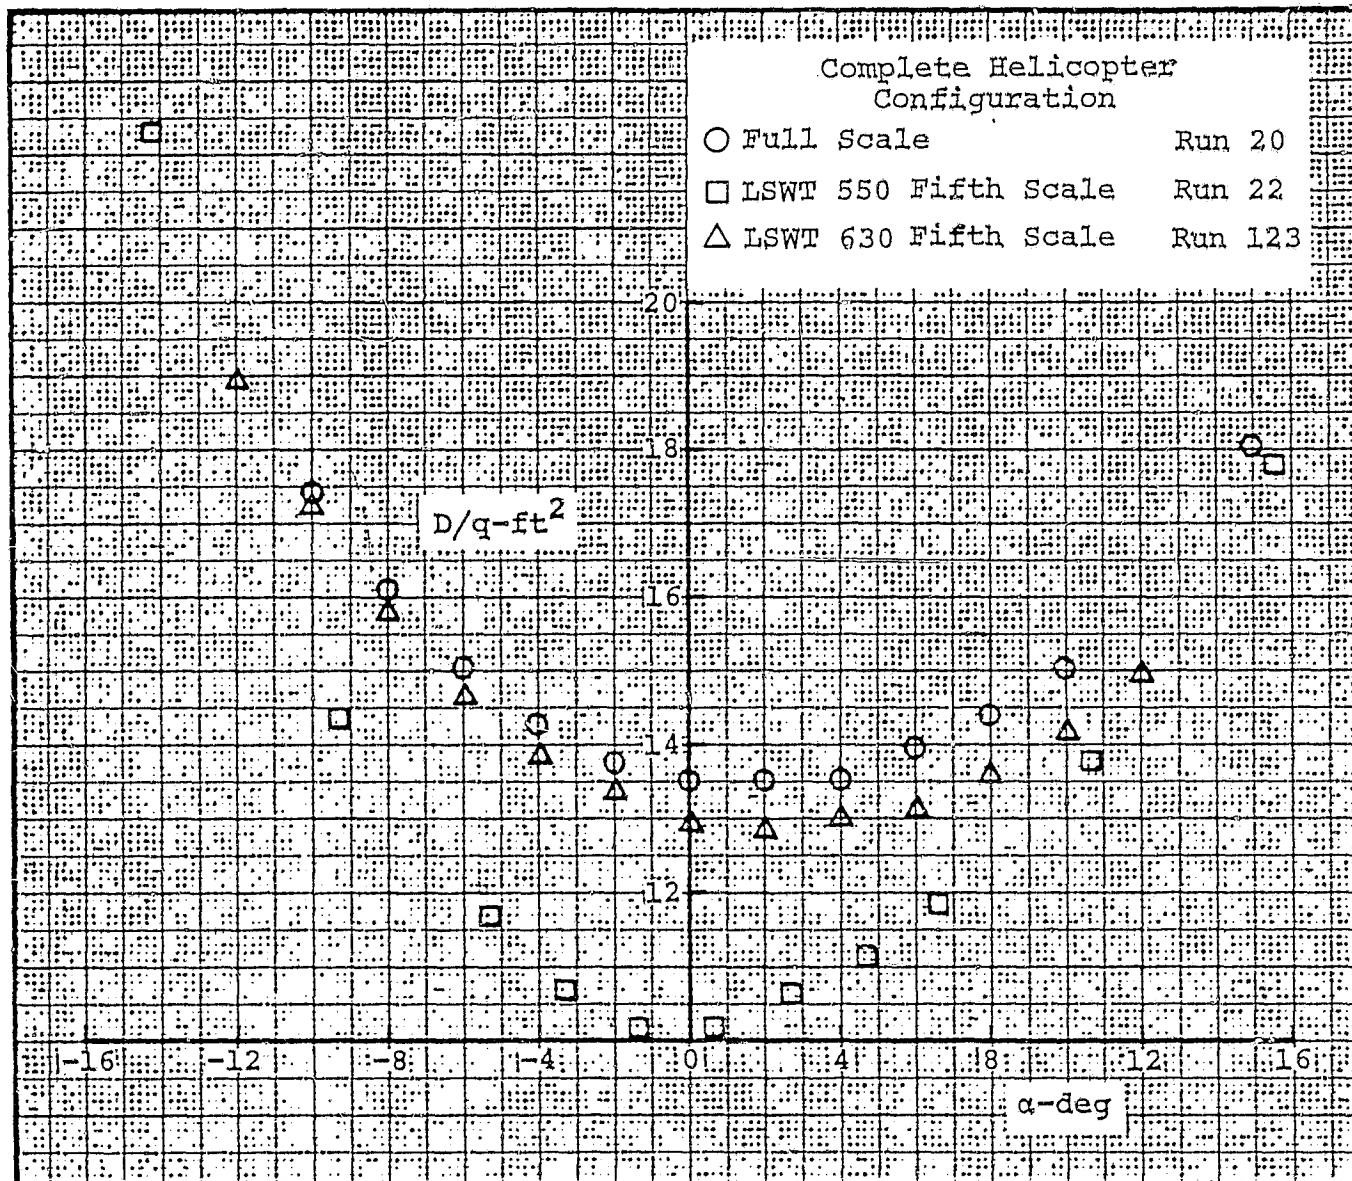 Complete Helicopter
Configuration
○ Full Scale Run 20
□ LSWT 550 Fifth Scale Run 22
△ LSWT 630 Fifth Scale Run 123
20
18
D/q-ft²
16
14
12
-16 -12 -8 -4 0 4 8 12 16
α-deg